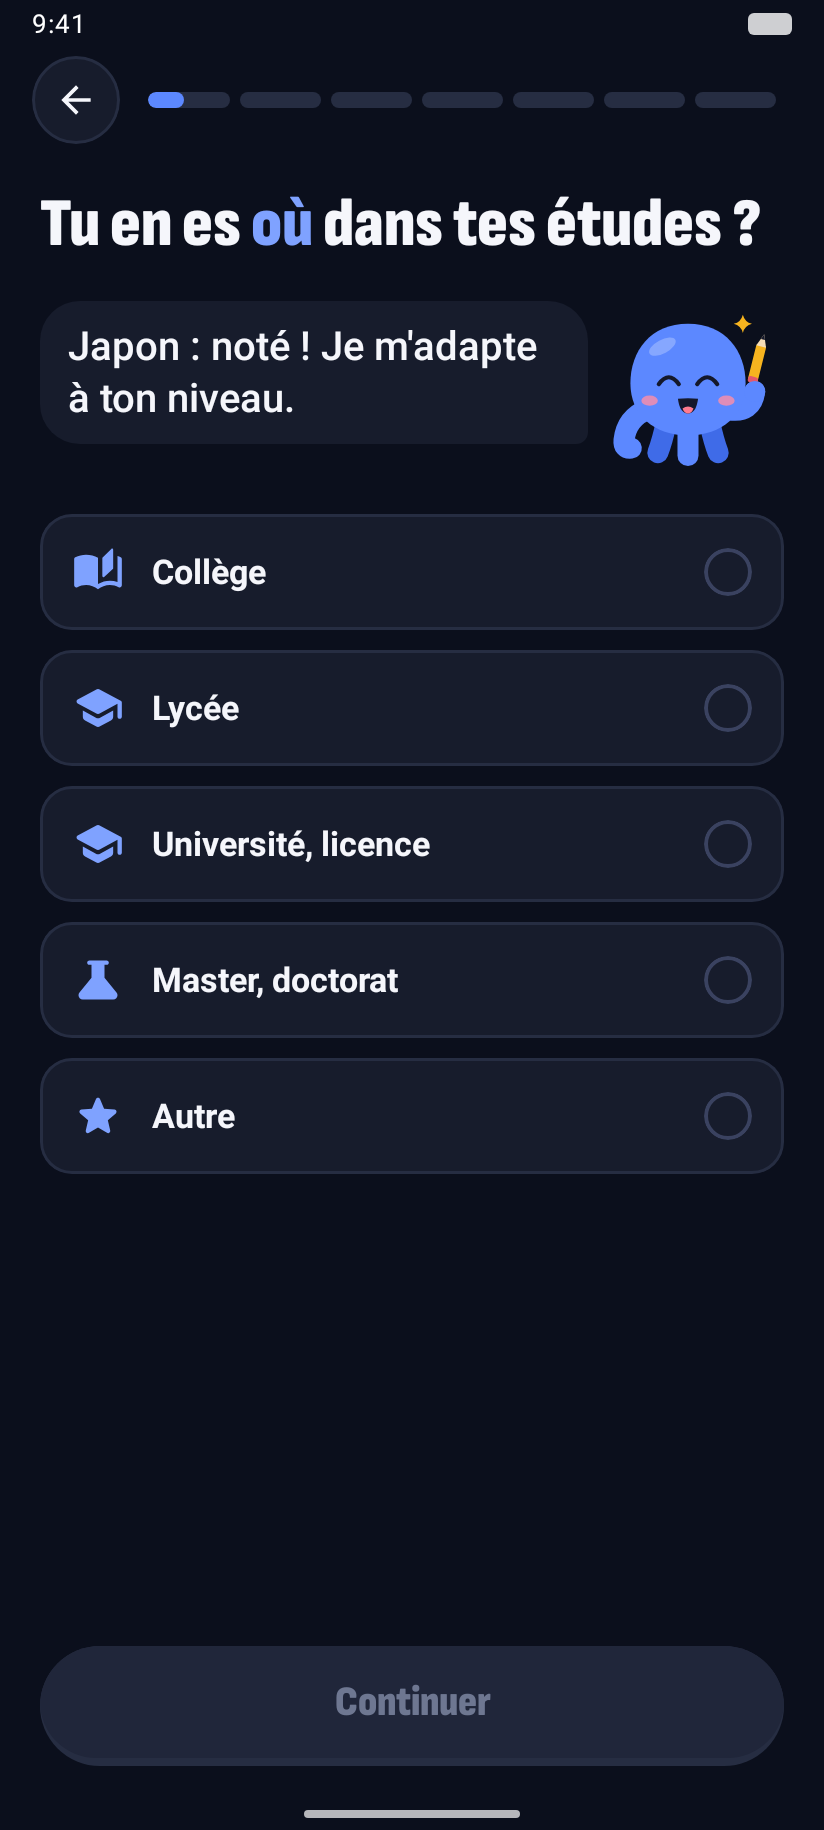 9:41
Tu en es où dans tes études ?
Japon : noté ! Je m'adapte
à ton niveau.
Collège
Lycée
Université, licence
Master, doctorat
Autre
Continuer